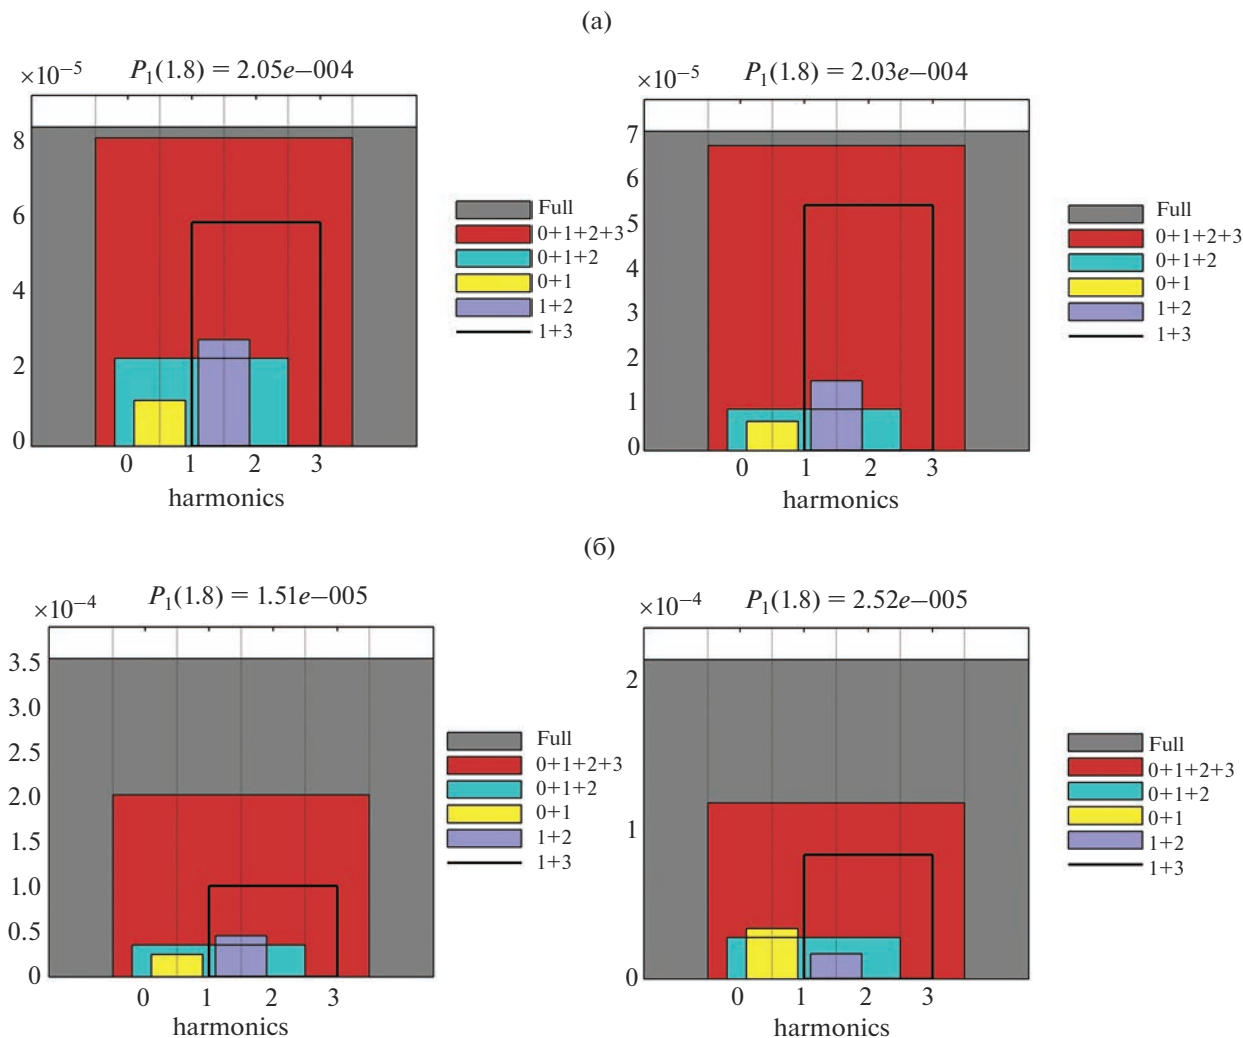 (а)
×10⁻⁵ P₁(1.8) = 2.05e–004
8
6
4
2
0
0 1 2 3
harmonics
Full
0+1+2+3
0+1+2
0+1
1+2
1+3
×10⁻⁵ P₁(1.8) = 2.03e–004
7
6
5
4
3
2
1
0
0 1 2 3
harmonics
Full
0+1+2+3
0+1+2
0+1
1+2
1+3
(б)
×10⁻⁴ P₁(1.8) = 1.51e–005
3.5
3.0
2.5
2.0
1.5
1.0
0.5
0
0 1 2 3
harmonics
Full
0+1+2+3
0+1+2
0+1
1+2
1+3
×10⁻⁴ P₁(1.8) = 2.52e–005
2
1
0
0 1 2 3
harmonics
Full
0+1+2+3
0+1+2
0+1
1+2
1+3